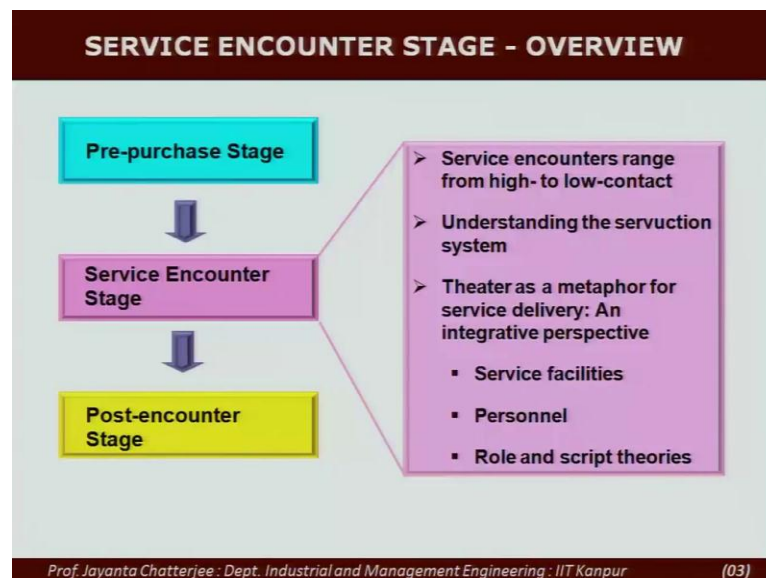 SERVICE ENCOUNTER STAGE - OVERVIEW
Pre-purchase Stage
Service Encounter
Stage
Post-encounter
Stage
➢ Service encounters range
from high- to low-contact
➢ Understanding the servuction
system
➢ Theater as a metaphor for
service delivery: An
integrative perspective
▪ Service facilities
▪ Personnel
▪ Role and script theories
Prof. Jayanta Chatterjee : Dept. Industrial and Management Engineering : IIT Kanpur (03)